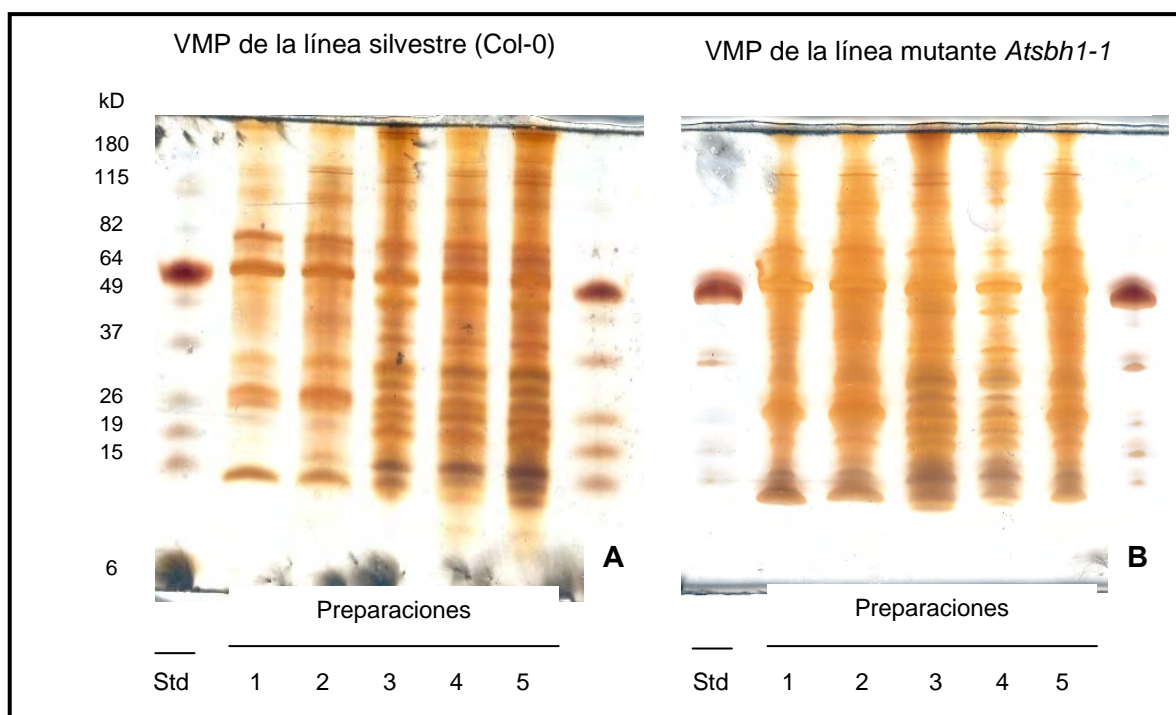 VMP de la línea silvestre (Col-0)
VMP de la línea mutante Atsbh1-1
kD
180
115
82
64
49
37
26
19
15
6
A
B
Preparaciones
Preparaciones
Std 1 2 3 4 5
Std 1 2 3 4 5